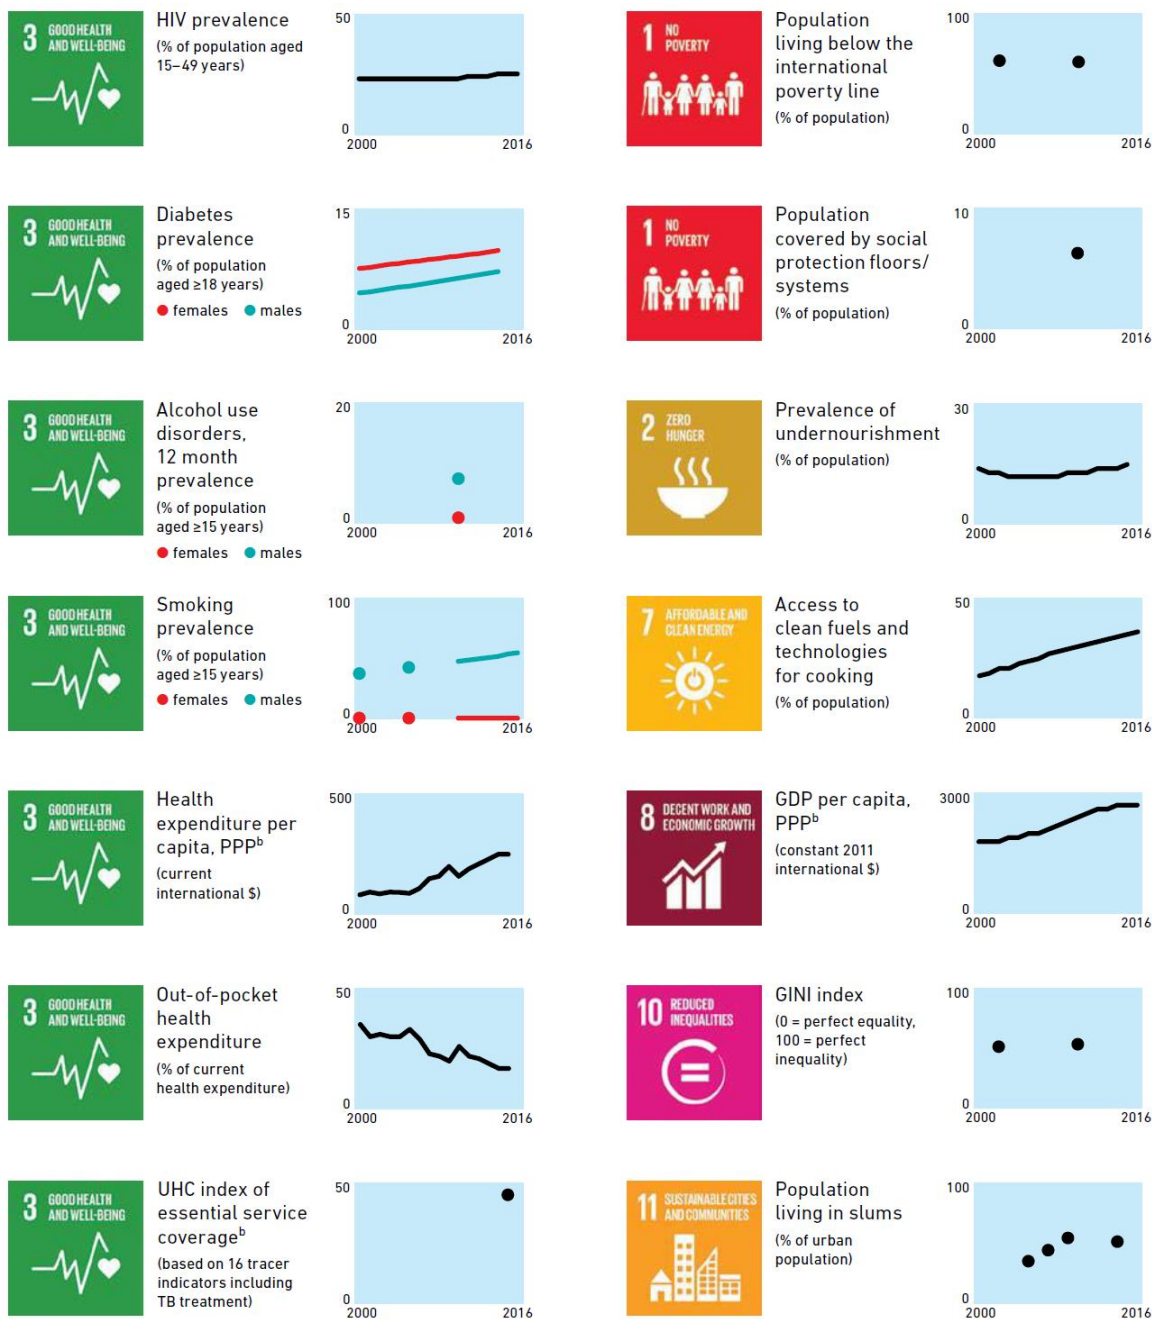 3 GOOD HEALTH
AND WELL-BEING
HIV prevalence
(% of population aged
15–49 years)
50
0
2000
2016
3 GOOD HEALTH
AND WELL-BEING
Diabetes
prevalence
(% of population
aged ≥18 years)
females males
15
0
2000
2016
3 GOOD HEALTH
AND WELL-BEING
Alcohol use
disorders,
12 month
prevalence
(% of population
aged ≥15 years)
females males
20
0
2000
2016
3 GOOD HEALTH
AND WELL-BEING
Smoking
prevalence
(% of population
aged ≥15 years)
females males
100
0
2000
2016
3 GOOD HEALTH
AND WELL-BEING
Health
expenditure per
capita, PPPᵇ
(current
international $)
500
0
2000
2016
3 GOOD HEALTH
AND WELL-BEING
Out-of-pocket
health
expenditure
(% of current
health expenditure)
50
0
2000
2016
3 GOOD HEALTH
AND WELL-BEING
UHC index of
essential service
coverageᵇ
(based on 16 tracer
indicators including
TB treatment)
50
0
2000
2016
1 NO
POVERTY
Population
living below the
international
poverty line
(% of population)
100
0
2000
2016
1 NO
POVERTY
Population
covered by social
protection floors/
systems
(% of population)
10
0
2000
2016
2 ZERO
HUNGER
Prevalence of
undernourishment
(% of population)
30
0
2000
2016
7 AFFORDABLE AND
CLEAN ENERGY
Access to
clean fuels and
technologies
for cooking
(% of population)
50
0
2000
2016
8 DECENT WORK AND
ECONOMIC GROWTH
GDP per capita,
PPPᵇ
(constant 2011
international $)
3000
0
2000
2016
10 REDUCED
INEQUALITIES
GINI index
(0 = perfect equality,
100 = perfect
inequality)
100
0
2000
2016
11 SUSTAINABLE CITIES
AND COMMUNITIES
Population
living in slums
(% of urban
population)
100
0
2000
2016